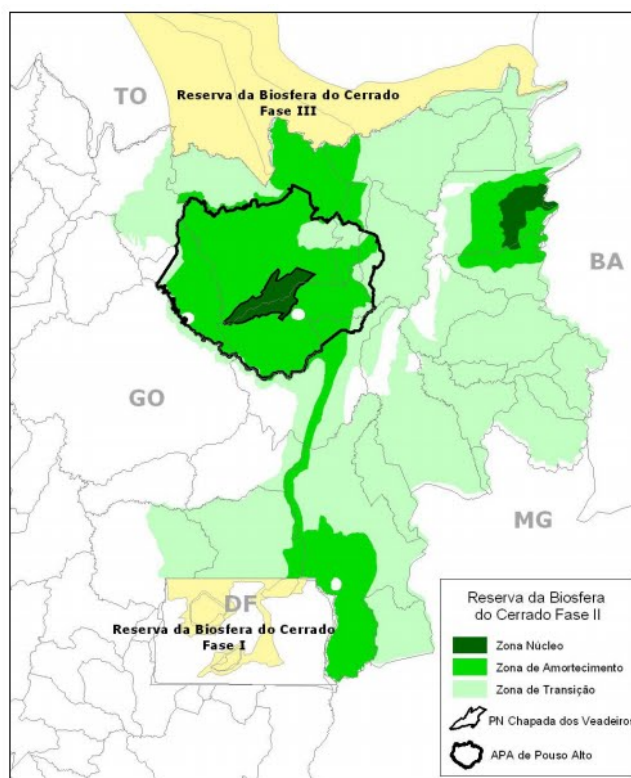 TO
Reserva da Biosfera do Cerrado
Fase III
BA
GO
MG
DF
Reserva da Biosfera do Cerrado
Fase I
Reserva da Biosfera
do Cerrado Fase II
Zona Núcleo
Zona de Amortecimento
Zona de Transição
PN Chapada dos Veadeiros
APA de Pouso Alto